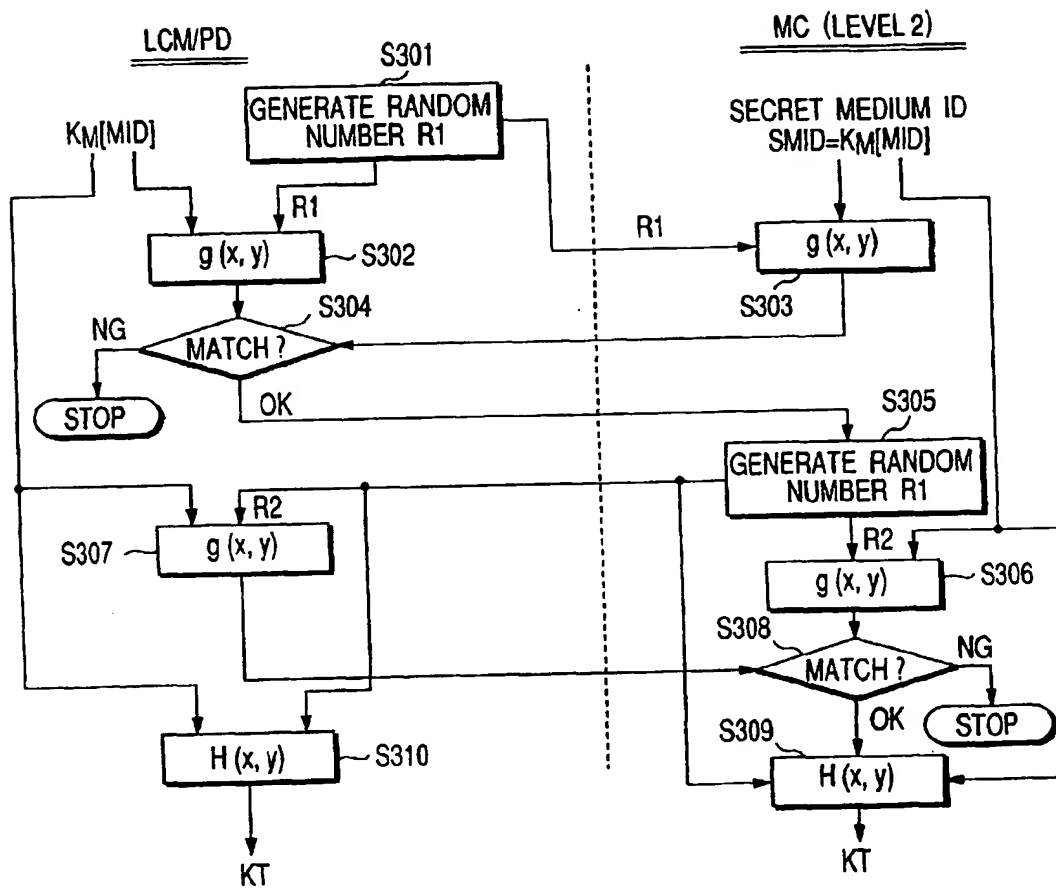 LCM/PD
MC (LEVEL 2)
S301
GENERATE RANDOM
NUMBER R1
KM[MID]
SECRET MEDIUM ID
SMID=KM[MID]
R1
R1
g (x, y)
S302
g (x, y)
S303
S304
NG
MATCH ?
STOP
OK
S305
GENERATE RANDOM
NUMBER R1
R2
S307
g (x, y)
R2
g (x, y)
S306
S308
MATCH ?
NG
OK
STOP
S309
H (x, y)
S310
H (x, y)
KT
KT